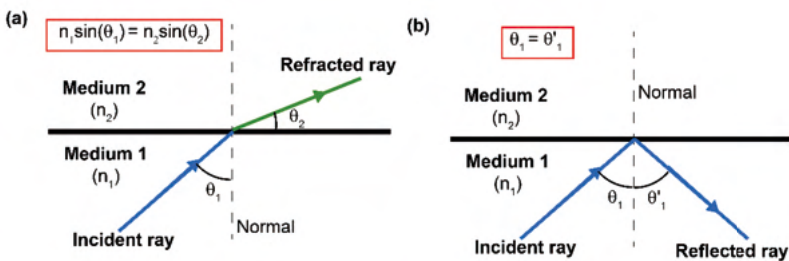 (a)
n₁sin(θ₁) = n₂sin(θ₂)
Refracted ray
Medium 2
(n₂)
θ₂
Medium 1
(n₁)
θ₁
Normal
Incident ray
(b)
θ₁ = θ'₁
Normal
Medium 2
(n₂)
Medium 1
(n₁)
θ₁ θ'₁
Incident ray
Reflected ray